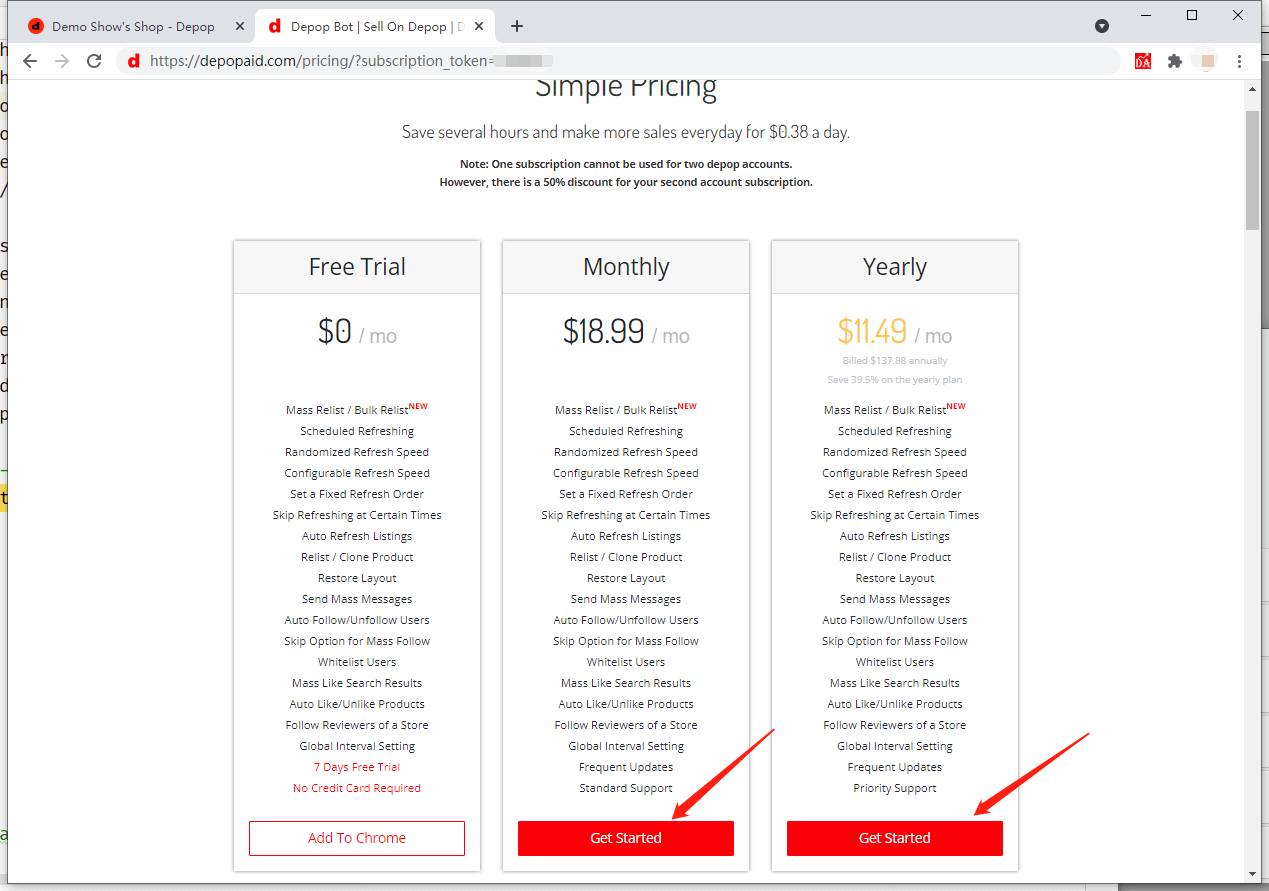 Demo Show's Shop - Depop
Depop Bot | Sell On Depop |
https://depopaid.com/pricing/?subscription_token=
DA
Simple Pricing
Save several hours and make more sales everyday for $0.38 a day.
Note: One subscription cannot be used for two depop accounts.
However, there is a 50% discount for your second account subscription.
Free Trial
$0 / mo
Mass Relist / Bulk Relist NEW
Scheduled Refreshing
Randomized Refresh Speed
Configurable Refresh Speed
Set a Fixed Refresh Order
Skip Refreshing at Certain Times
Auto Refresh Listings
Relist / Clone Product
Restore Layout
Send Mass Messages
Auto Follow/Unfollow Users
Skip Option for Mass Follow
Whitelist Users
Mass Like Search Results
Auto Like/Unlike Products
Follow Reviewers of a Store
Global Interval Setting
7 Days Free Trial
No Credit Card Required
Add To Chrome
Monthly
$18.99 / mo
Mass Relist / Bulk Relist NEW
Scheduled Refreshing
Randomized Refresh Speed
Configurable Refresh Speed
Set a Fixed Refresh Order
Skip Refreshing at Certain Times
Auto Refresh Listings
Relist / Clone Product
Restore Layout
Send Mass Messages
Auto Follow/Unfollow Users
Skip Option for Mass Follow
Whitelist Users
Mass Like Search Results
Auto Like/Unlike Products
Follow Reviewers of a Store
Global Interval Setting
Frequent Updates
Standard Support
Get Started
Yearly
$11.49 / mo
Billed $137.88 annually
Save 39.5% on the yearly plan
Mass Relist / Bulk Relist NEW
Scheduled Refreshing
Randomized Refresh Speed
Configurable Refresh Speed
Set a Fixed Refresh Order
Skip Refreshing at Certain Times
Auto Refresh Listings
Relist / Clone Product
Restore Layout
Send Mass Messages
Auto Follow/Unfollow Users
Skip Option for Mass Follow
Whitelist Users
Mass Like Search Results
Auto Like/Unlike Products
Follow Reviewers of a Store
Global Interval Setting
Frequent Updates
Priority Support
Get Started